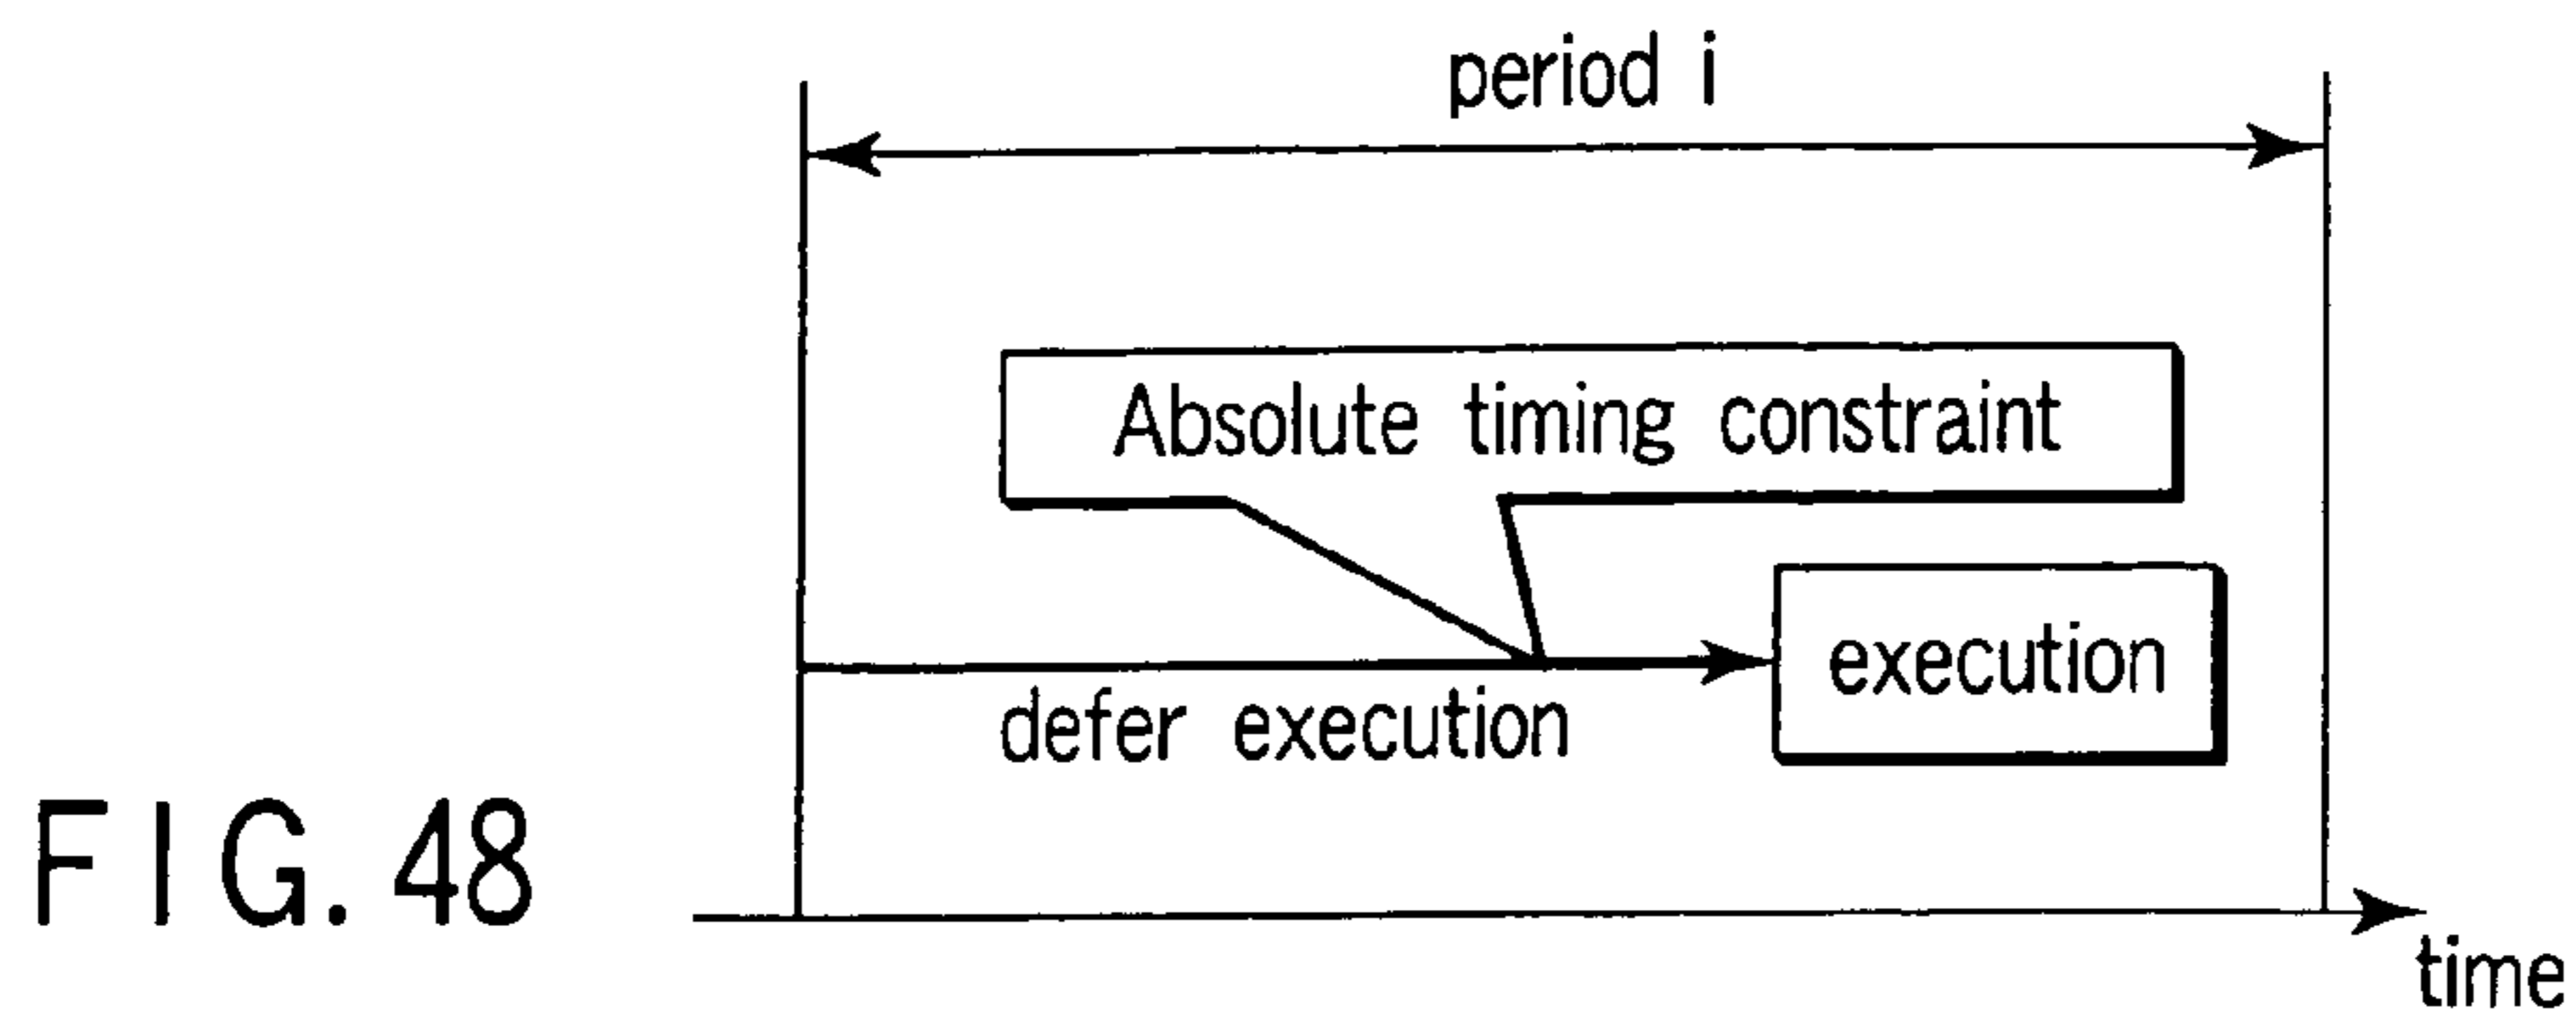 period i
Absolute timing constraint
execution
defer execution
FIG. 48
time